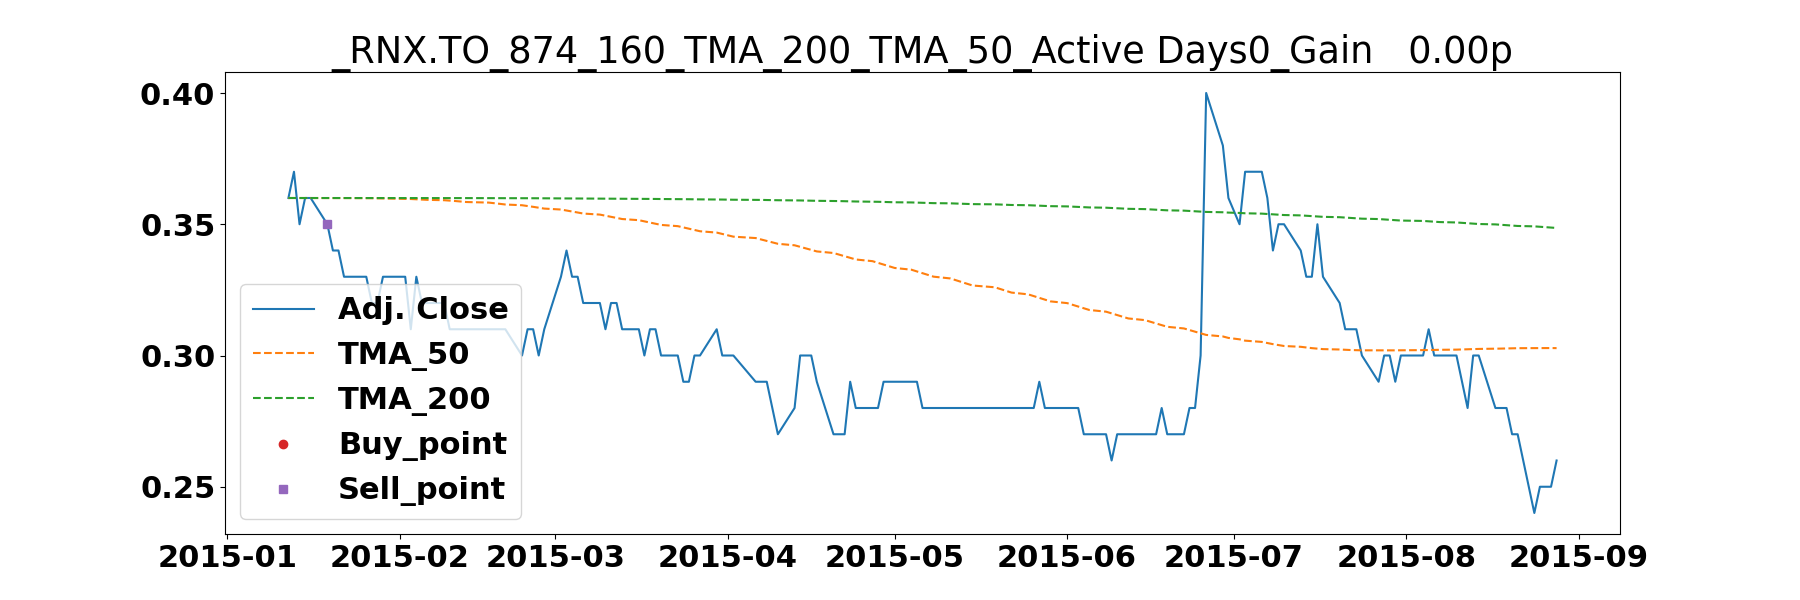 _RNX.TO_874_160_TMA_200_TMA_50_Active Days0_Gain   0.00p
0.40
0.35
0.30
0.25
Adj. Close
TMA_50
TMA_200
Buy_point
Sell_point
2015-01 2015-02 2015-03 2015-04 2015-05 2015-06 2015-07 2015-08 2015-09